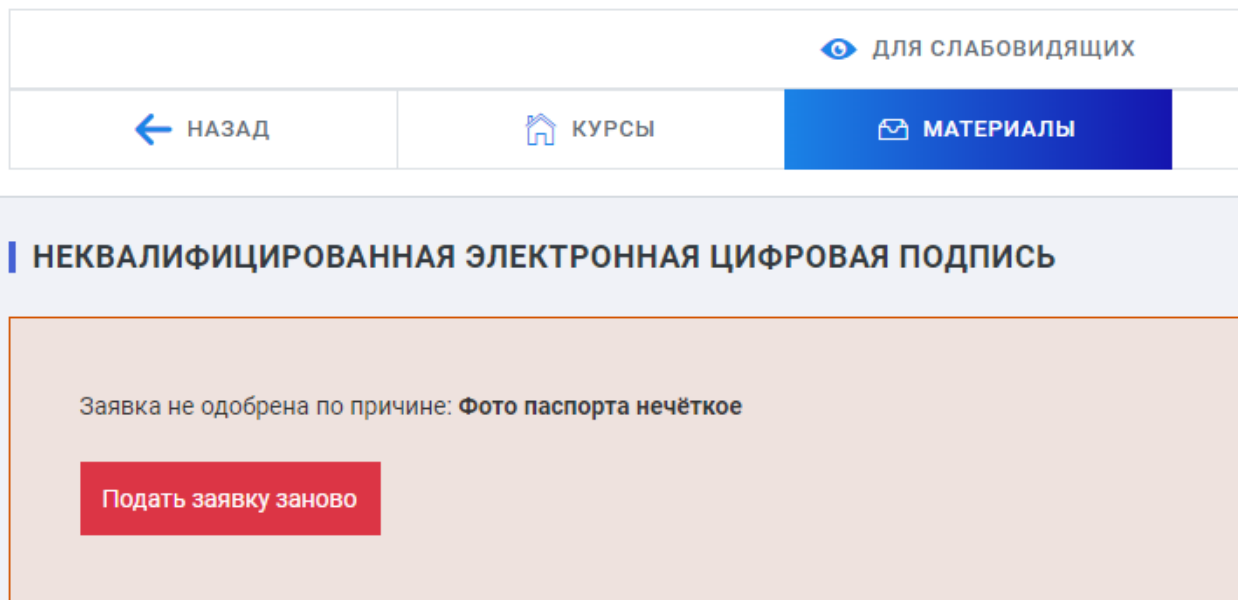 ДЛЯ СЛАБОВИДЯЩИХ
НАЗАД
КУРСЫ
МАТЕРИАЛЫ
НЕКВАЛИФИЦИРОВАННАЯ ЭЛЕКТРОННАЯ ЦИФРОВАЯ ПОДПИСЬ
Заявка не одобрена по причине: Фото паспорта нечёткое
Подать заявку заново